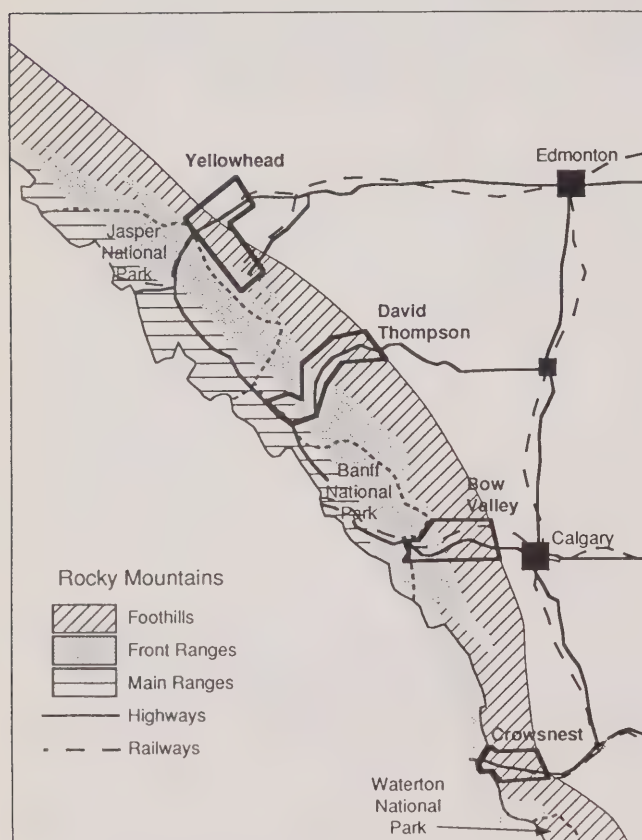 Yellowhead
Edmonton
Jasper
National
Park
David
Thompson
Banff
National
Park
Bow
Valley
Calgary
Rocky Mountains
Foothills
Front Ranges
Main Ranges
Highways
Railways
Crowsnest
Waterton
National
Park